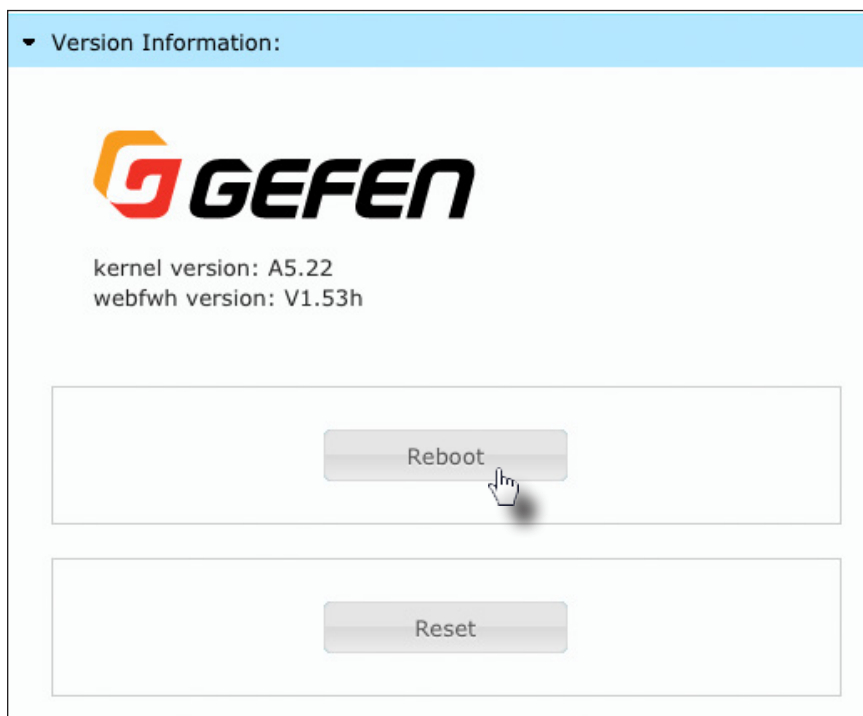 Version Information:
GEFEN
kernel version: A5.22
webfwh version: V1.53h
Reboot
Reset